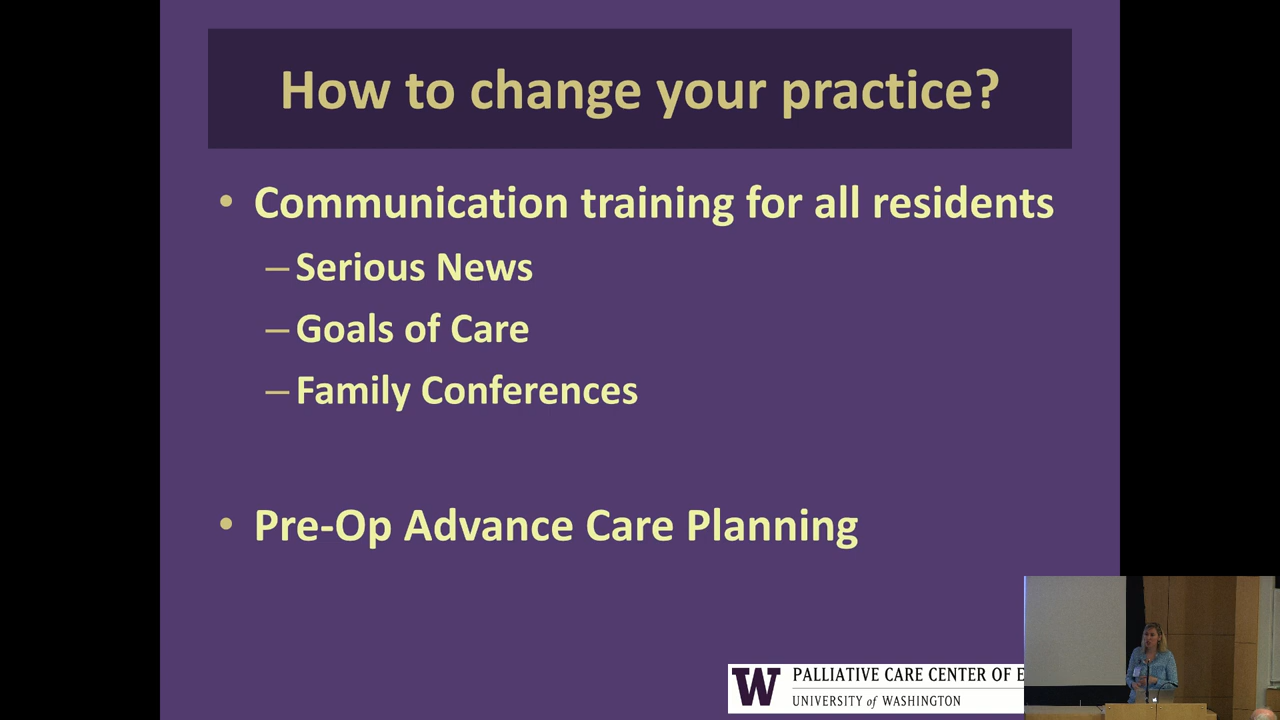 How to change your practice?
• Communication training for all residents
– Serious News
– Goals of Care
– Family Conferences
• Pre-Op Advance Care Planning
W PALLIATIVE CARE CENTER OF E
UNIVERSITY of WASHINGTON